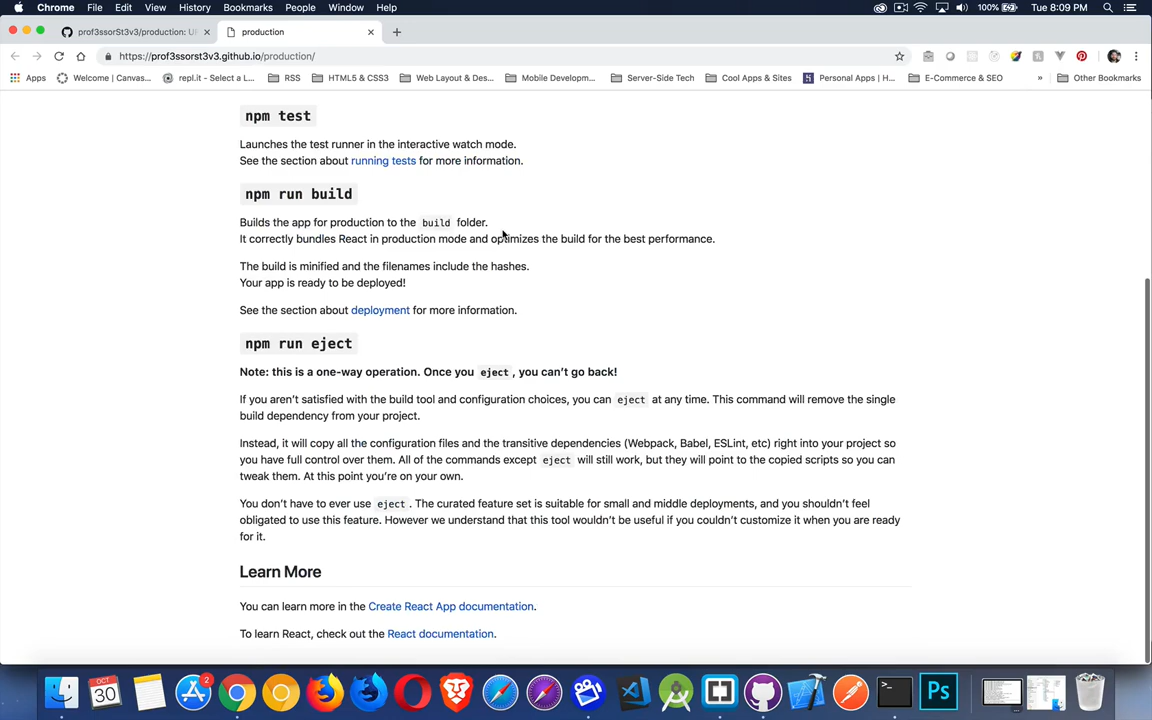 Chrome File Edit View History Bookmarks People Window Help 100% Tue 8:09 PM
prof3ssorSt3v3/production: U
production
https://prof3ssorst3v3.github.io/production/
Apps Welcome | Canvas... repl.it - Select a L... RSS HTML5 & CSS3 Web Layout & Des... Mobile Developm... Server-Side Tech Cool Apps & Sites Personal Apps | H... E-Commerce & SEO » Other Bookmarks
npm test
Launches the test runner in the interactive watch mode.
See the section about running tests for more information.
npm run build
Builds the app for production to the build folder.
It correctly bundles React in production mode and optimizes the build for the best performance.
The build is minified and the filenames include the hashes.
Your app is ready to be deployed!
See the section about deployment for more information.
npm run eject
Note: this is a one-way operation. Once you eject, you can’t go back!
If you aren’t satisfied with the build tool and configuration choices, you can eject at any time. This command will remove the single
build dependency from your project.
Instead, it will copy all the configuration files and the transitive dependencies (Webpack, Babel, ESLint, etc) right into your project so
you have full control over them. All of the commands except eject will still work, but they will point to the copied scripts so you can
tweak them. At this point you’re on your own.
You don’t have to ever use eject. The curated feature set is suitable for small and middle deployments, and you shouldn’t feel
obligated to use this feature. However we understand that this tool wouldn’t be useful if you couldn’t customize it when you are ready
for it.
Learn More
You can learn more in the Create React App documentation.
To learn React, check out the React documentation.
OCT
30
2
>_
Ps